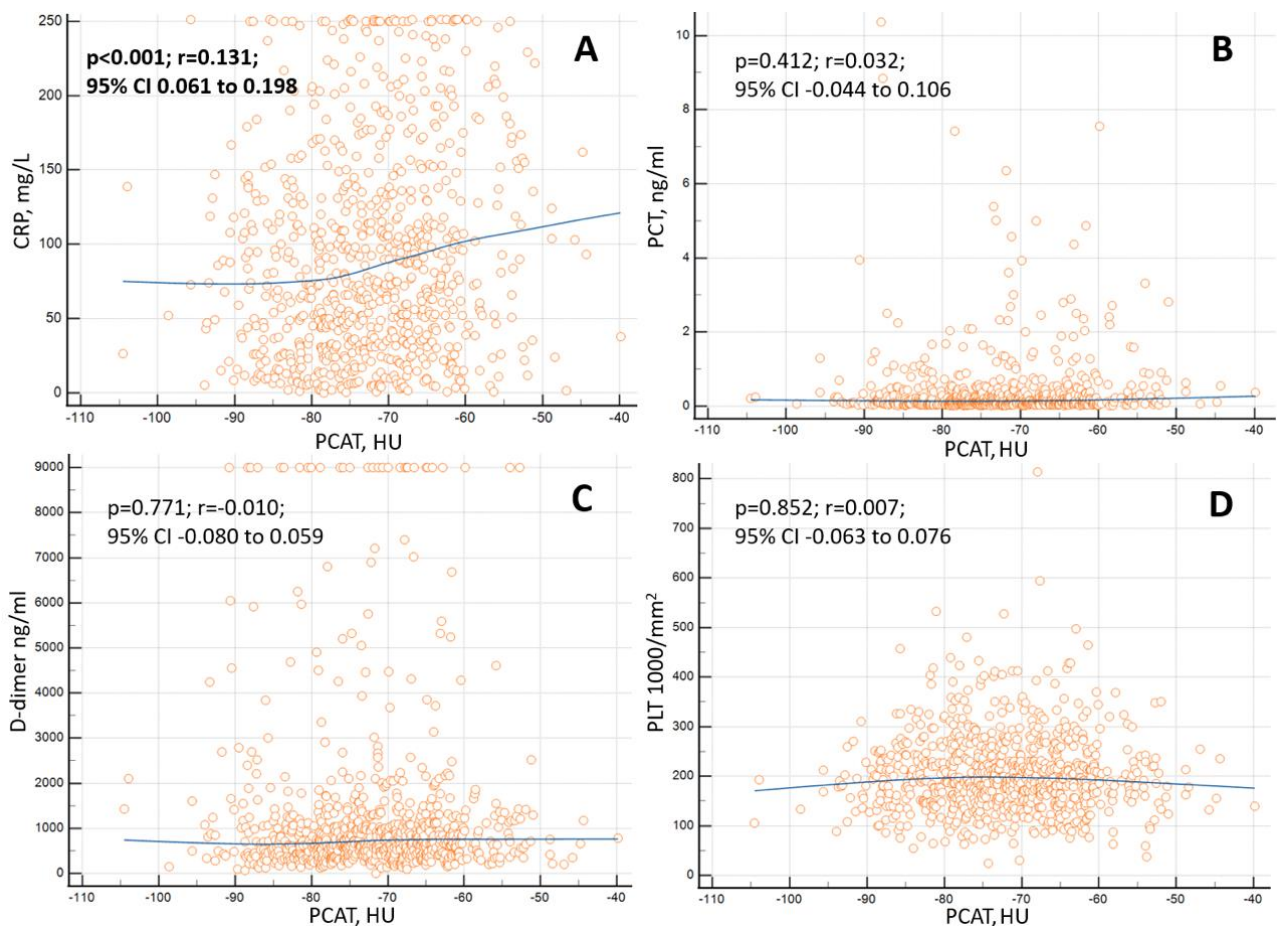 A
p<0.001; r=0.131;
95% CI 0.061 to 0.198
CRP, mg/L
250
200
150
100
50
0
-110 -100 -90 -80 -70 -60 -50 -40
PCAT, HU
B
p=0.412; r=0.032;
95% CI -0.044 to 0.106
PCT, ng/ml
10
8
6
4
2
0
-110 -100 -90 -80 -70 -60 -50 -40
PCAT, HU
C
p=0.771; r=-0.010;
95% CI -0.080 to 0.059
D-dimer ng/ml
9000
8000
7000
6000
5000
4000
3000
2000
1000
0
-110 -100 -90 -80 -70 -60 -50 -40
PCAT, HU
D
p=0.852; r=0.007;
95% CI -0.063 to 0.076
PLT 1000/mm²
800
700
600
500
400
300
200
100
0
-110 -100 -90 -80 -70 -60 -50 -40
PCAT, HU